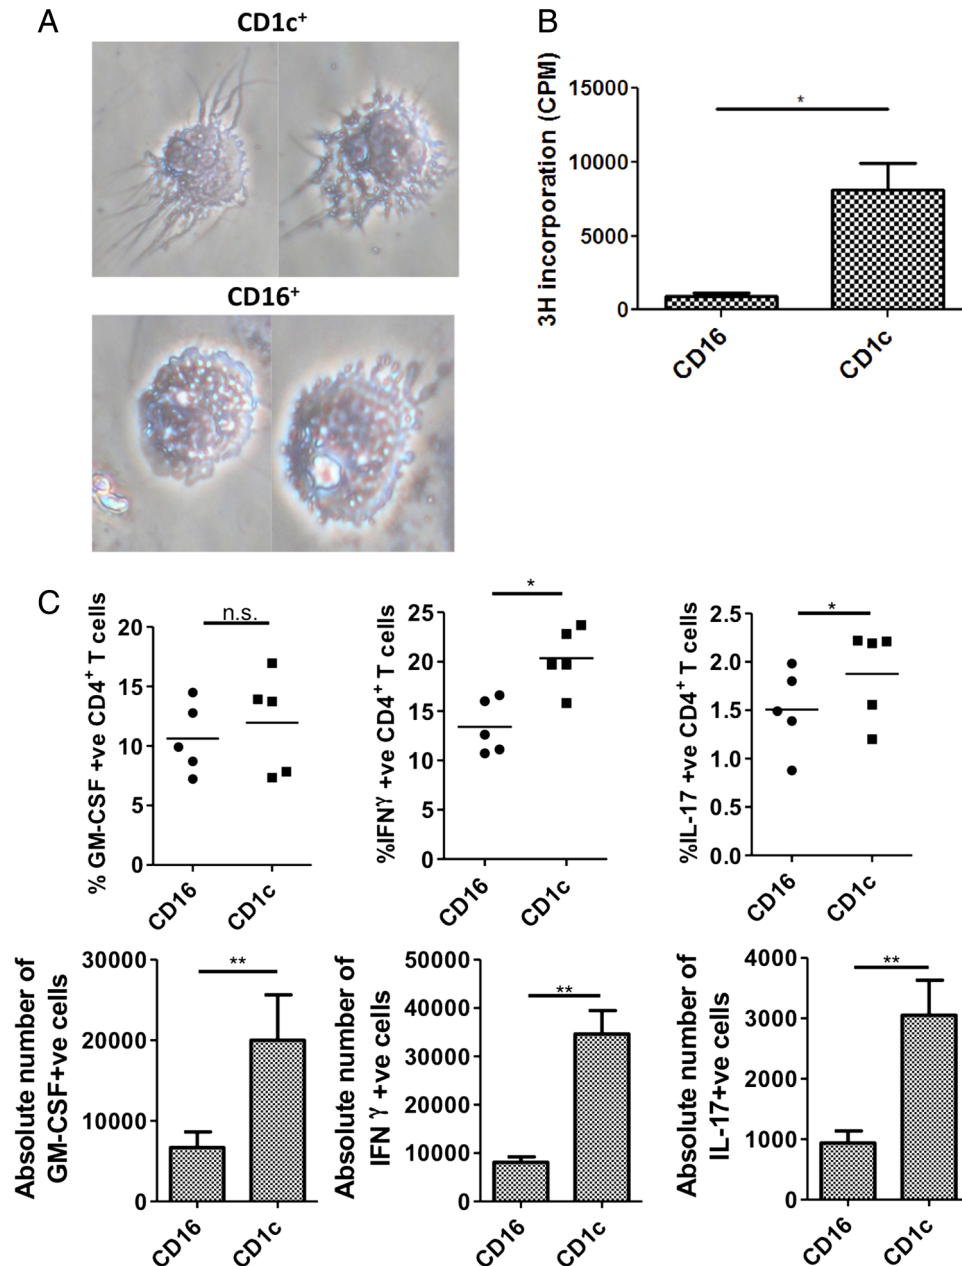 A
CD1c⁺
CD16⁺
B
3H incorporation (CPM)
15000
10000
5000
0
*
CD16
CD1c
C
% GM-CSF +ve CD4⁺ T cells
20
15
10
5
0
n.s.
CD16
CD1c
%IFNγ +ve CD4⁺ T cells
25
20
15
10
5
0
*
CD16
CD1c
%IL-17 +ve CD4⁺ T cells
2.5
2.0
1.5
1.0
0.5
0.0
*
CD16
CD1c
Absolute number of
GM-CSF+ve cells
30000
20000
10000
0
**
CD16
CD1c
Absolute number of
IFN γ +ve cells
50000
40000
30000
20000
10000
0
**
CD16
CD1c
Absolute number of
IL-17+ve cells
4000
3000
2000
1000
0
**
CD16
CD1c